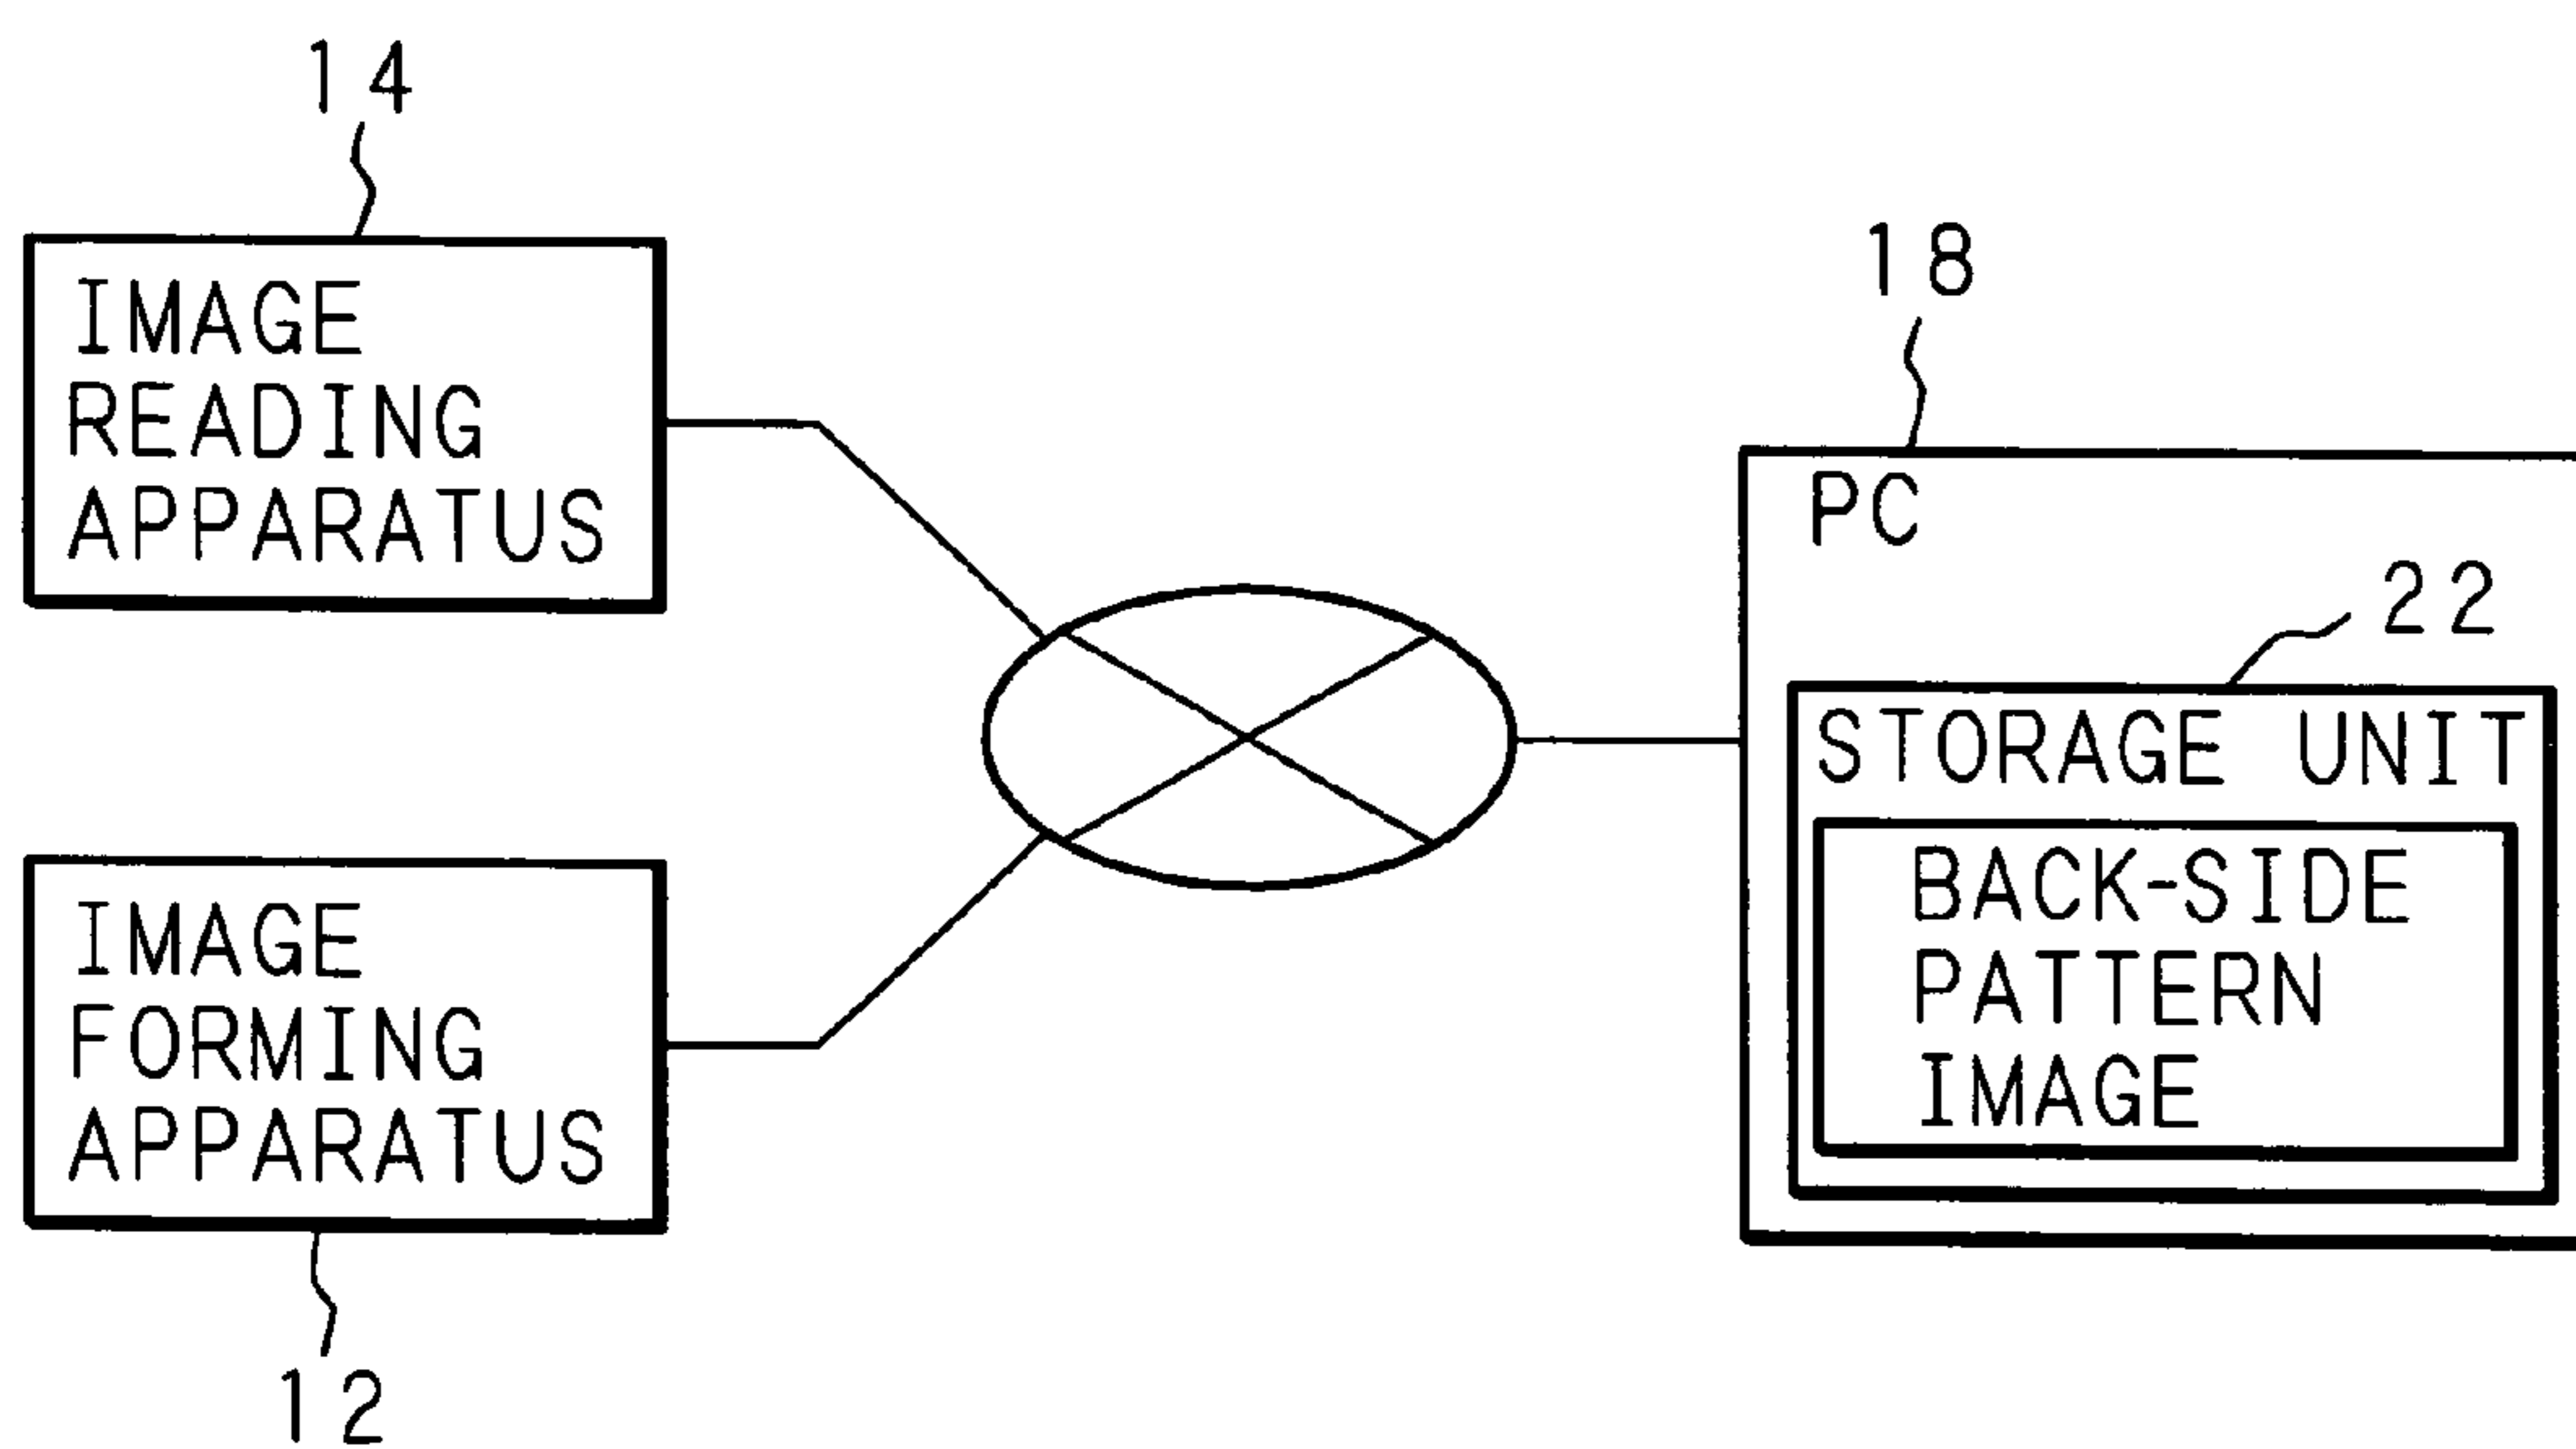 14
IMAGE
READING
APPARATUS
18
PC
22
STORAGE UNIT
BACK-SIDE
PATTERN
IMAGE
IMAGE
FORMING
APPARATUS
12